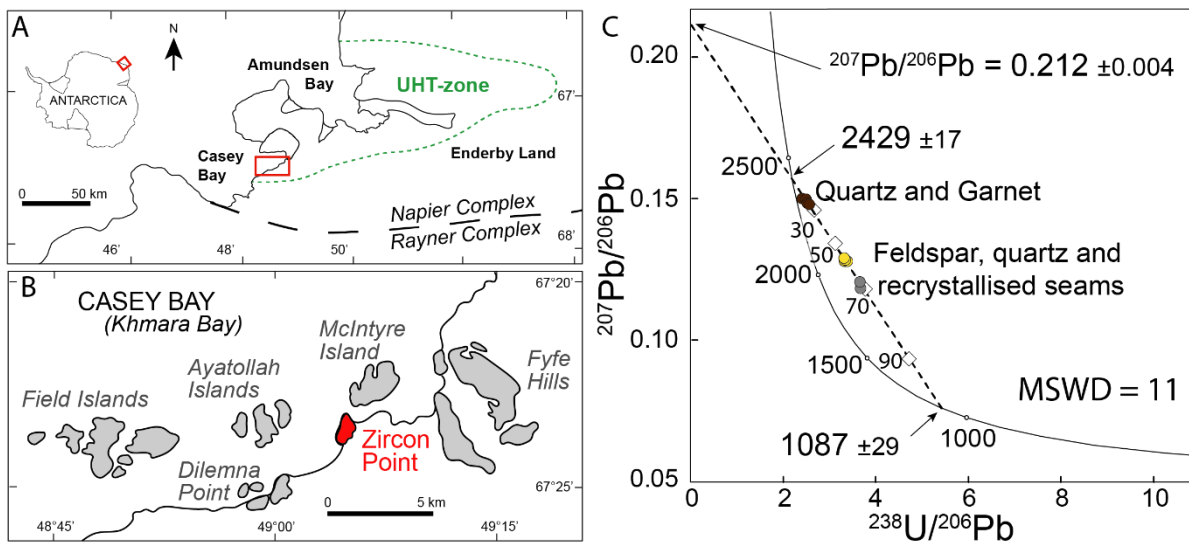 A
N
ANTARCTICA
Amundsen
Bay
UHT-zone
67'
Casey
Bay
Enderby Land
0 50 km
Napier Complex
Rayner Complex
46' 48' 50' 68'
B
CASEY BAY
(Khmara Bay)
67°20'
McIntyre
Island
Ayatollah
Islands
Fyfe
Hills
Field Islands
Zircon
Point
Dilemna
Point
0 5 km
67°25'
48°45' 49°00' 49°15'
C
0.20
207Pb/206Pb = 0.212 ±0.004
2429 ±17
2500
0.15
Quartz and Garnet
30
50
Feldspar, quartz and
recrystallised seams
2000
70
0.10
1500
90
MSWD = 11
1087 ±29
1000
0.05
0 2 4 6 8 10
207Pb/206Pb
238U/206Pb